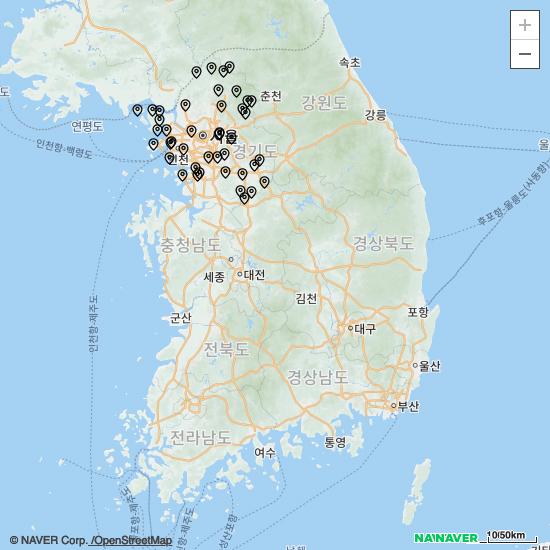 +
−
속초
춘천
강원도
강릉
연평도
인천항-백령도
서울
인천
경기도
울
후포항-울릉도(사동항)
충청남도
경상북도
세종
대전
김천
포항
인천항-제주도
군산
대구
전북도
울산
경상남도
부산
전라남도
여수
통영
© NAVER Corp. /OpenStreetMap
NAVER
10/50km